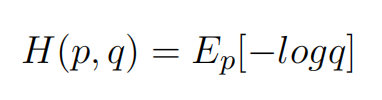 H(p, q) = E_p[−logq]